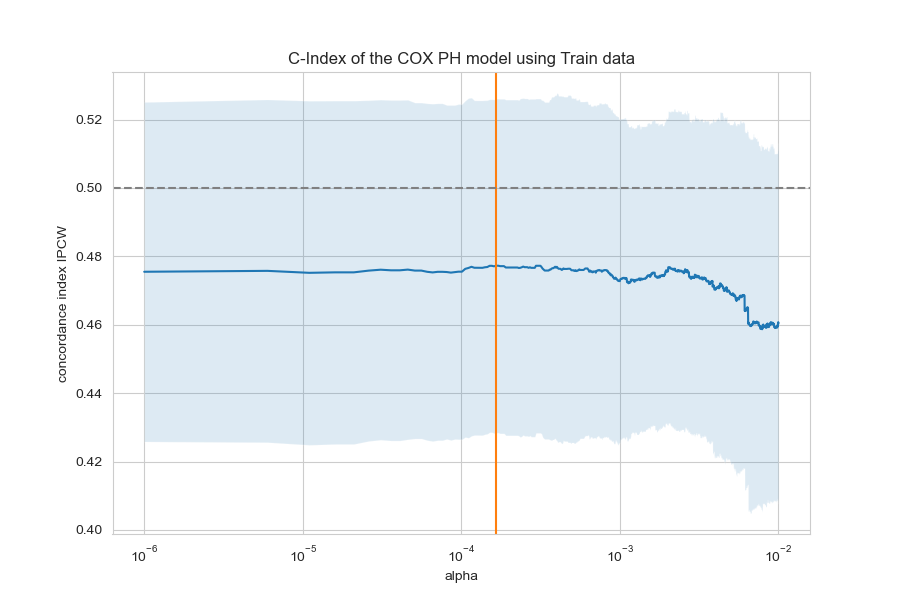 C-Index of the COX PH model using Train data
concordance index IPCW
0.52
0.50
0.48
0.46
0.44
0.42
0.40
10⁻⁶ 10⁻⁵ 10⁻⁴ 10⁻³ 10⁻²
alpha